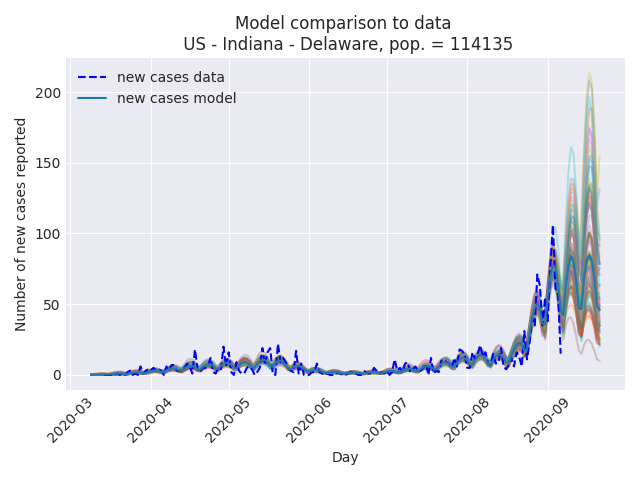 Model comparison to data
US - Indiana - Delaware, pop. = 114135
new cases data
new cases model
Number of new cases reported
200
150
100
50
0
2020-03
2020-04
2020-05
2020-06
2020-07
2020-08
2020-09
Day